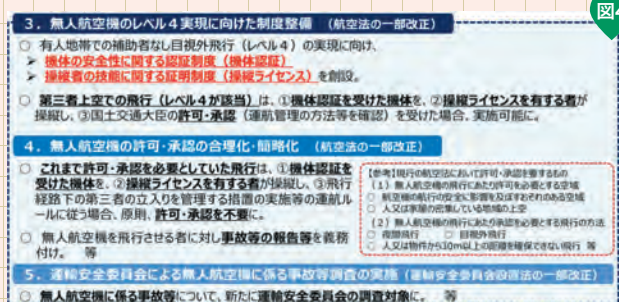 図4
3．無人航空機のレベル4実現に向けた制度整備 （航空法の一部改正）
○ 有人地帯での補助者なし目視外飛行（レベル4）の実現に向け、
➢ 機体の安全性に関する認証制度（機体認証）
➢ 操縦者の技能に関する証明制度（操縦ライセンス）を創設。
○ 第三者上空での飛行（レベル4が該当）は、①機体認証を受けた機体を、②操縦ライセンスを有する者が
操縦し、③国土交通大臣の許可・承認（運航管理の方法等を確認）を受けた場合、実施可能に。
4．無人航空機の許可・承認の合理化・簡略化 （航空法の一部改正）
○ これまで許可・承認を必要としていた飛行は、①機体認証を
受けた機体を、②操縦ライセンスを有する者が操縦し、③飛行
経路下の第三者の立入りを管理する措置の実施等の運航ル
ールに従う場合、原則、許可・承認を不要に。
○ 無人航空機を飛行させる者に対し事故等の報告等を義務
付け。 等
【参考】現行の航空法において許可・承認を要するもの
（1）無人航空機の飛行にあたり許可を必要とする空域
○ 航空機の航行の安全に影響を及ぼすおそれのある空域
○ 人又は家屋の密集している地域の上空
（2）無人航空機の飛行にあたり承認を必要とする飛行の方法
○ 夜間飛行 ○ 目視外飛行
○ 人又は物件から30m以上の距離を確保できない飛行 等
5．運輸安全委員会による無人航空機に係る事故等調査の実施（運輸安全委員会設置法の一部改正）
○ 無人航空機に係る事故等について、新たに運輸安全委員会の調査対象に。 等